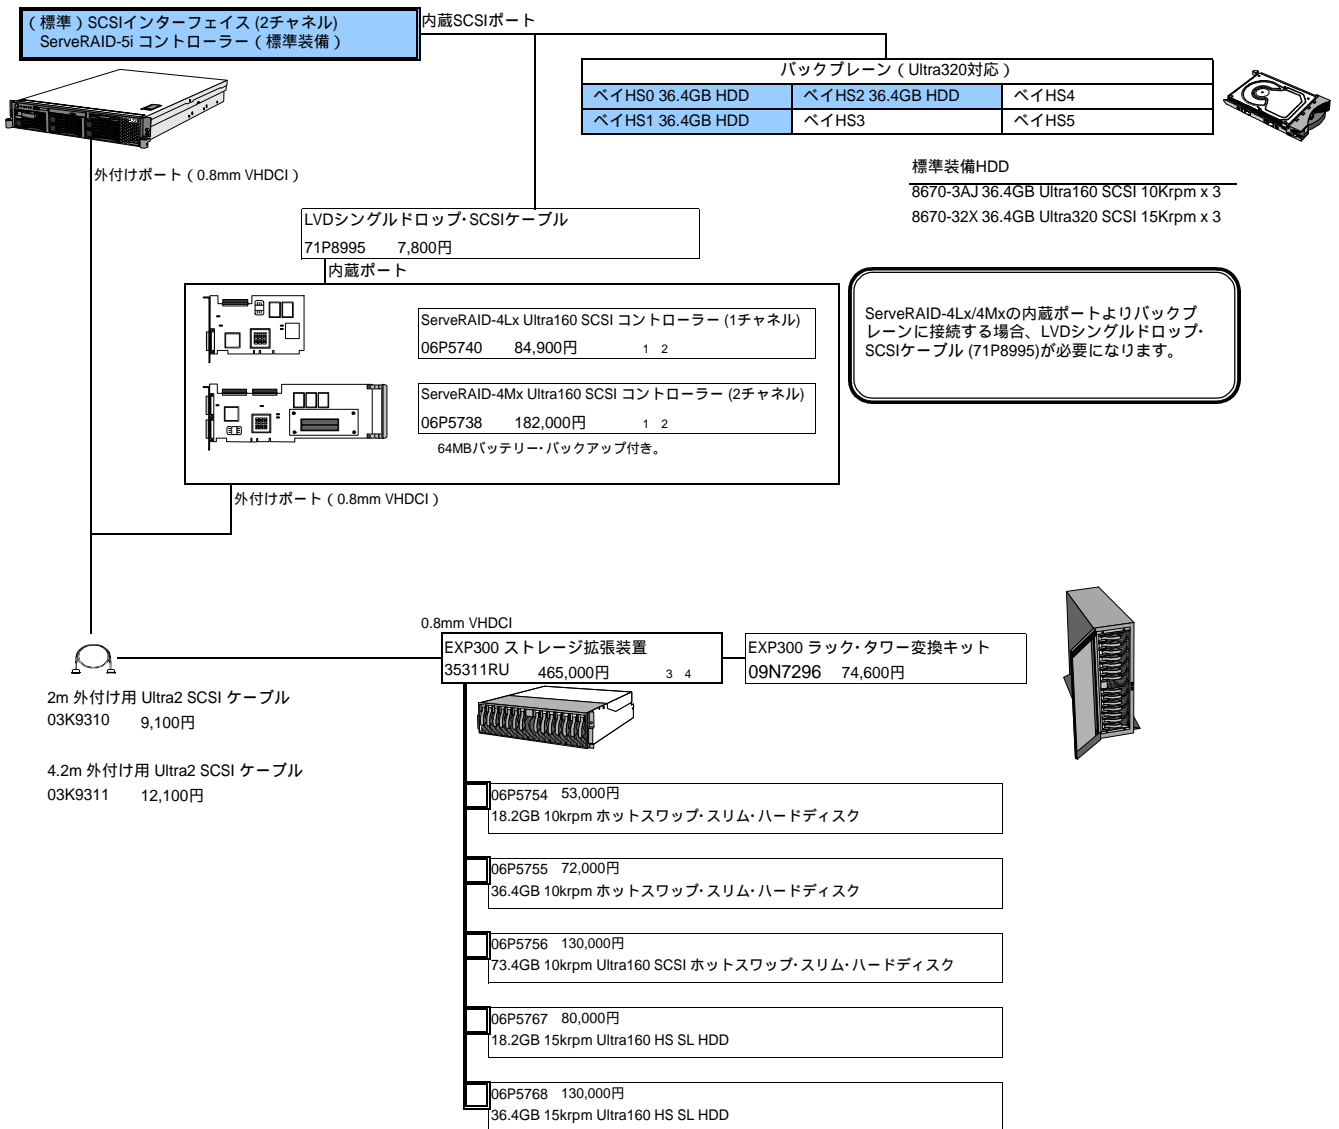 (標準)SCSIインターフェイス (2チャネル)
ServeRAID-5i コントローラー(標準装備)
内蔵SCSIポート
バックプレーン(Ultra320対応)
ベイHS0 36.4GB HDD ベイHS2 36.4GB HDD ベイHS4
ベイHS1 36.4GB HDD ベイHS3 ベイHS5
外付けポート(0.8mm VHDCI)
標準装備HDD
8670-3AJ 36.4GB Ultra160 SCSI 10Krpm x 3
8670-32X 36.4GB Ultra320 SCSI 15Krpm x 3
LVDシングルドロップ・SCSIケーブル
71P8995 7,800円
内蔵ポート
ServeRAID-4Lx Ultra160 SCSI コントローラー (1チャネル)
06P5740 84,900円 1 2
ServeRAID-4Mx Ultra160 SCSI コントローラー (2チャネル)
06P5738 182,000円 1 2
64MBバッテリー・バックアップ付き。
ServeRAID-4Lx/4Mxの内蔵ポートよりバックプ
レーンに接続する場合、LVDシングルドロップ・
SCSIケーブル (71P8995)が必要になります。
外付けポート(0.8mm VHDCI)
0.8mm VHDCI
EXP300 ストレージ拡張装置
35311RU 465,000円 3 4
EXP300 ラック・タワー変換キット
09N7296 74,600円
2m 外付け用 Ultra2 SCSI ケーブル
03K9310 9,100円
4.2m 外付け用 Ultra2 SCSI ケーブル
03K9311 12,100円
06P5754 53,000円
18.2GB 10krpm ホットスワップ・スリム・ハードディスク
06P5755 72,000円
36.4GB 10krpm ホットスワップ・スリム・ハードディスク
06P5756 130,000円
73.4GB 10krpm Ultra160 SCSI ホットスワップ・スリム・ハードディスク
06P5767 80,000円
18.2GB 15krpm Ultra160 HS SL HDD
06P5768 130,000円
36.4GB 15krpm Ultra160 HS SL HDD